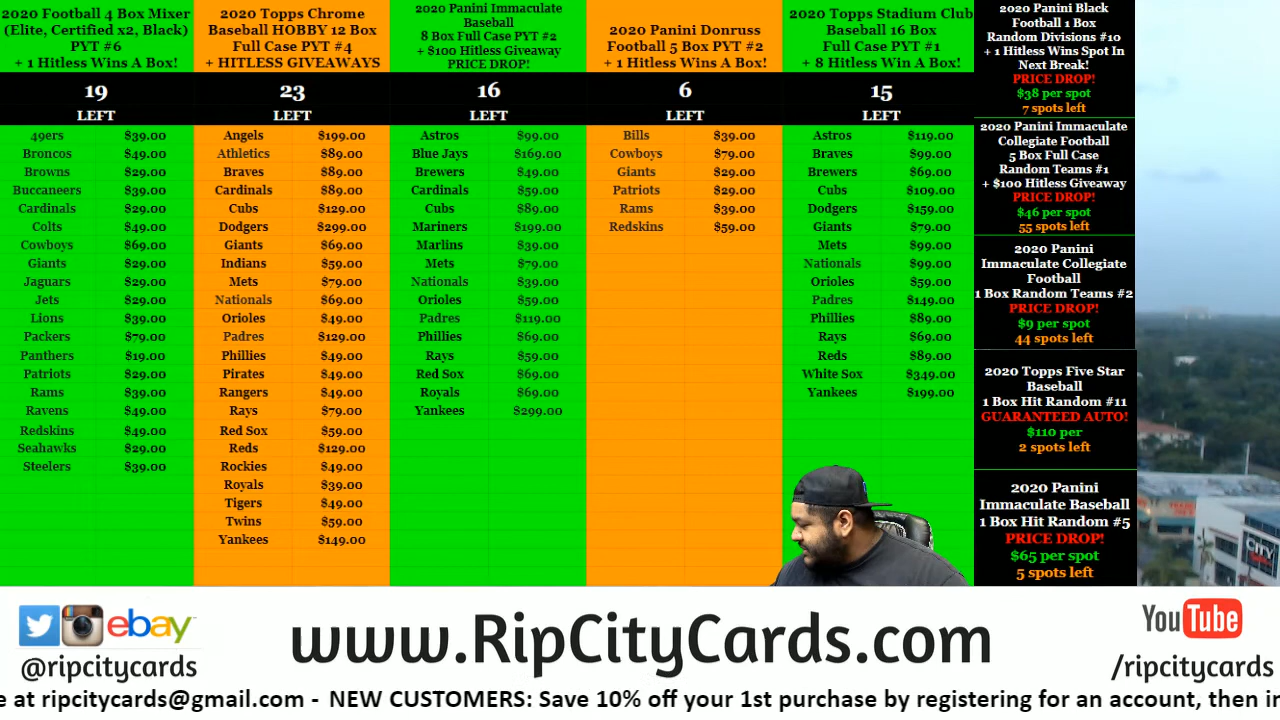 2020 Football 4 Box Mixer
(Elite, Certified x2, Black)
PYT #6
+ 1 Hitless Wins A Box!
19
LEFT
49ers $39.00
Broncos $49.00
Browns $29.00
Buccaneers $39.00
Cardinals $29.00
Colts $49.00
Cowboys $69.00
Giants $29.00
Jaguars $29.00
Jets $29.00
Lions $39.00
Packers $79.00
Panthers $19.00
Patriots $29.00
Rams $39.00
Ravens $49.00
Redskins $49.00
Seahawks $29.00
Steelers $39.00
2020 Topps Chrome
Baseball HOBBY 12 Box
Full Case PYT #4
+ HITLESS GIVEAWAYS
23
LEFT
Angels $199.00
Athletics $89.00
Braves $89.00
Cardinals $89.00
Cubs $129.00
Dodgers $299.00
Giants $69.00
Indians $59.00
Mets $79.00
Nationals $69.00
Orioles $49.00
Padres $129.00
Phillies $49.00
Pirates $49.00
Rangers $49.00
Rays $79.00
Red Sox $59.00
Reds $129.00
Rockies $49.00
Royals $39.00
Tigers $49.00
Twins $59.00
Yankees $149.00
2020 Panini Immaculate
Baseball
8 Box Full Case PYT #2
+ $100 Hitless Giveaway
PRICE DROP!
16
LEFT
Astros $99.00
Blue Jays $169.00
Brewers $49.00
Cardinals $59.00
Cubs $89.00
Mariners $199.00
Marlins $39.00
Mets $79.00
Nationals $39.00
Orioles $59.00
Padres $119.00
Phillies $69.00
Rays $59.00
Red Sox $69.00
Royals $69.00
Yankees $299.00
2020 Panini Donruss
Football 5 Box PYT #2
+ 1 Hitless Wins A Box!
6
LEFT
Bills $39.00
Cowboys $79.00
Giants $29.00
Patriots $29.00
Rams $39.00
Redskins $59.00
2020 Topps Stadium Club
Baseball 16 Box
Full Case PYT #1
+ 8 Hitless Win A Box!
15
LEFT
Astros $119.00
Braves $99.00
Brewers $69.00
Cubs $109.00
Dodgers $159.00
Giants $79.00
Mets $99.00
Nationals $99.00
Orioles $59.00
Padres $149.00
Phillies $89.00
Rays $69.00
Reds $89.00
White Sox $349.00
Yankees $199.00
2020 Panini Black
Football 1 Box
Random Divisions #10
+ 1 Hitless Wins Spot In
Next Break!
PRICE DROP!
$38 per spot
7 spots left
2020 Panini Immaculate
Collegiate Football
5 Box Full Case
Random Teams #1
+ $100 Hitless Giveaway
PRICE DROP!
$46 per spot
55 spots left
2020 Panini
Immaculate Collegiate
Football
1 Box Random Teams #2
PRICE DROP!
$9 per spot
44 spots left
2020 Topps Five Star
Baseball
1 Box Hit Random #11
GUARANTEED AUTO!
$110 per
2 spots left
2020 Panini
Immaculate Baseball
1 Box Hit Random #5
PRICE DROP!
$65 per spot
5 spots left
CITY
ebay
@ripcitycards
www.RipCityCards.com
YouTube
/ripcitycards
e at ripcitycards@gmail.com - NEW CUSTOMERS: Save 10% off your 1st purchase by registering for an account, then in